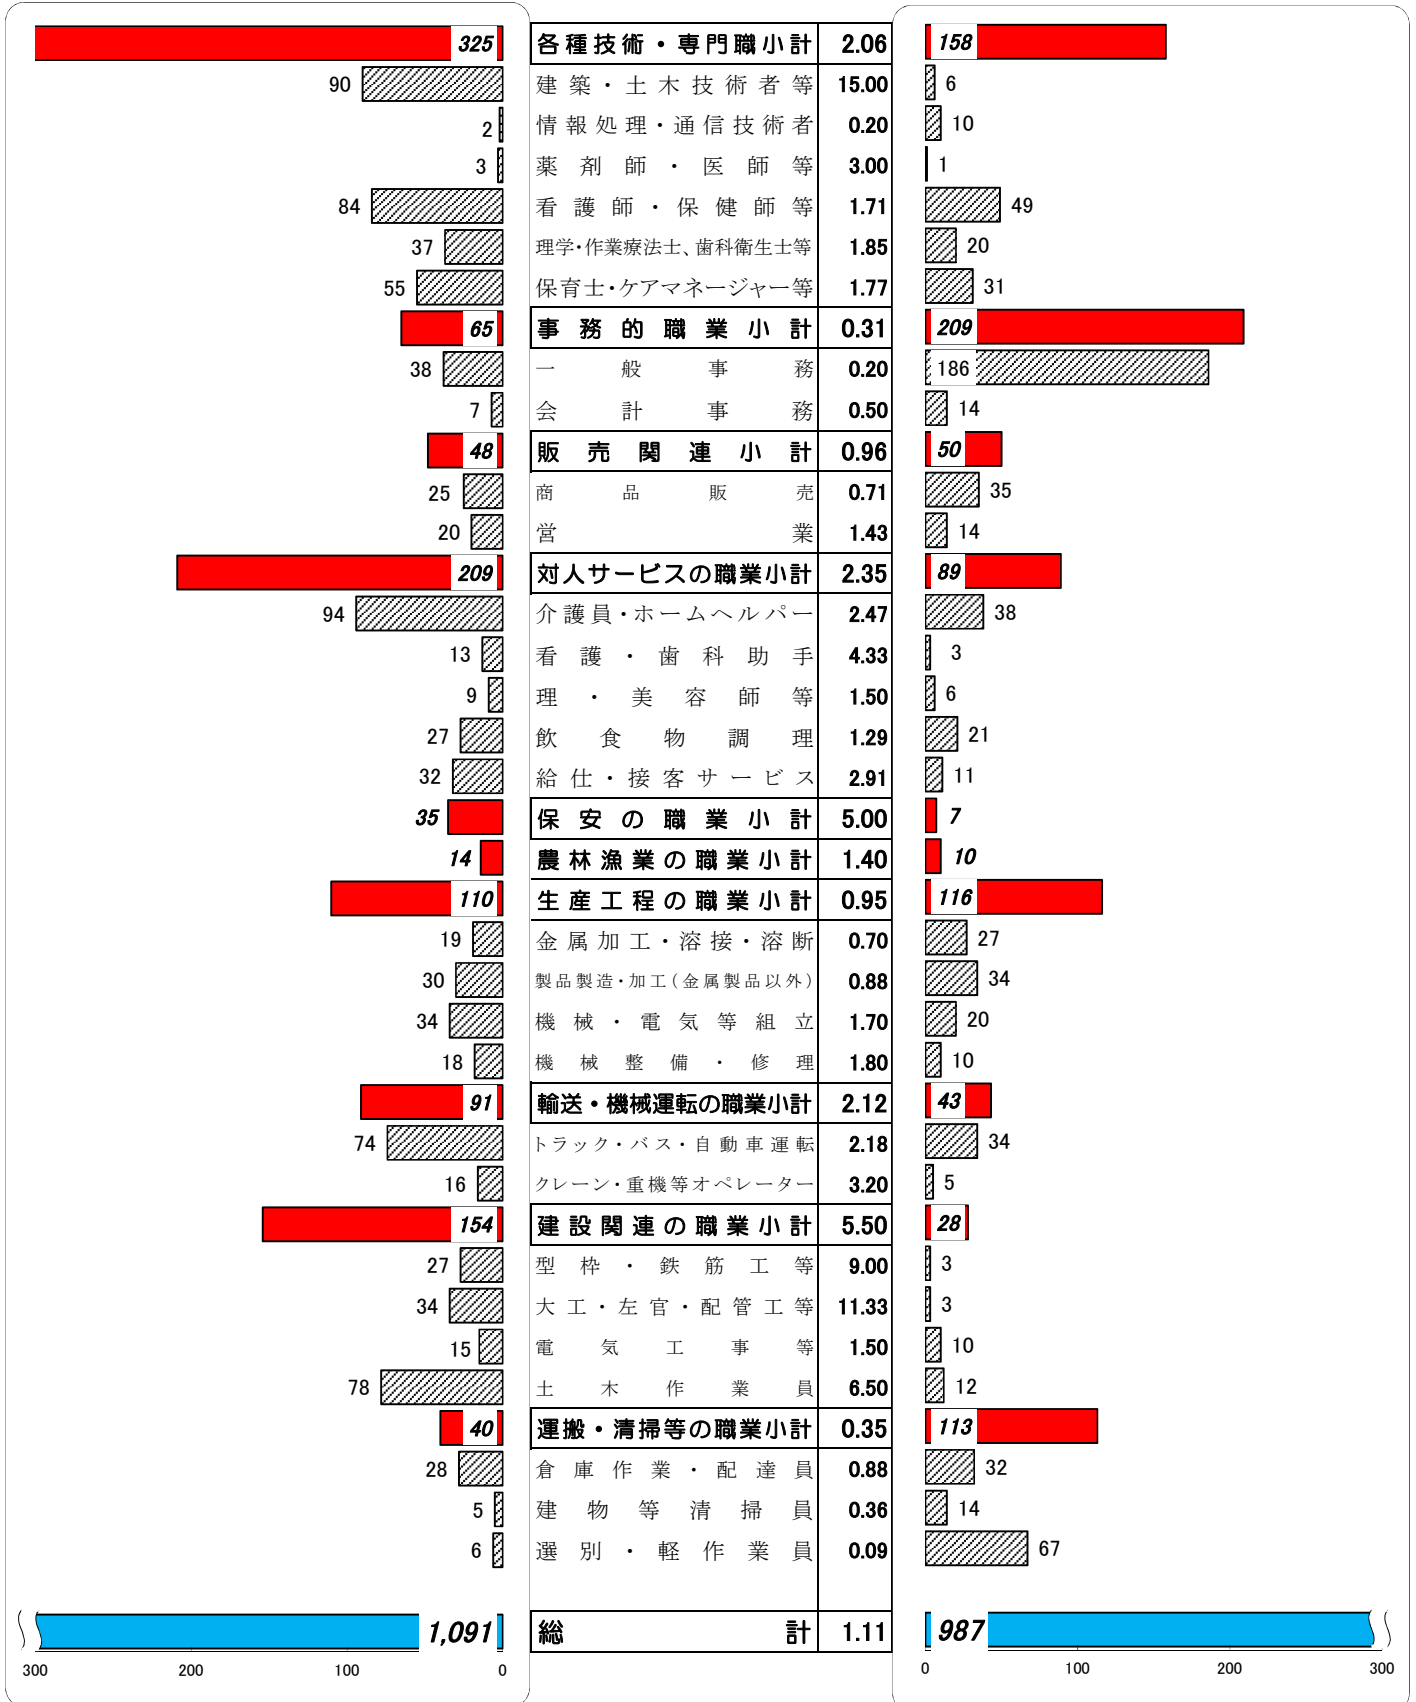 325 各種技術・専門職小計 2.06 158
90 建築・土木技術者等 15.00 6
2 情報処理・通信技術者 0.20 10
3 薬剤師・医師等 3.00 1
84 看護師・保健師等 1.71 49
37 理学・作業療法士、歯科衛生士等 1.85 20
55 保育士・ケアマネージャー等 1.77 31
65 事務的職業小計 0.31 209
38 一般事務 0.20 186
7 会計事務 0.50 14
48 販売関連小計 0.96 50
25 商品販売 0.71 35
20 営業 1.43 14
209 対人サービスの職業小計 2.35 89
94 介護員・ホームヘルパー 2.47 38
13 看護・歯科助手 4.33 3
9 理・美容師等 1.50 6
27 飲食物調理 1.29 21
32 給仕・接客サービス 2.91 11
35 保安の職業小計 5.00 7
14 農林漁業の職業小計 1.40 10
110 生産工程の職業小計 0.95 116
19 金属加工・溶接・溶断 0.70 27
30 製品製造・加工(金属製品以外) 0.88 34
34 機械・電気等組立 1.70 20
18 機械整備・修理 1.80 10
91 輸送・機械運転の職業小計 2.12 43
74 トラック・バス・自動車運転 2.18 34
16 クレーン・重機等オペレーター 3.20 5
154 建設関連の職業小計 5.50 28
27 型枠・鉄筋工等 9.00 3
34 大工・左官・配管工等 11.33 3
15 電気工事等 1.50 10
78 土木作業員 6.50 12
40 運搬・清掃等の職業小計 0.35 113
28 倉庫作業・配達員 0.88 32
5 建物等清掃員 0.36 14
6 選別・軽作業員 0.09 67
1,091 総計 1.11 987
300 200 100 0 0 100 200 300